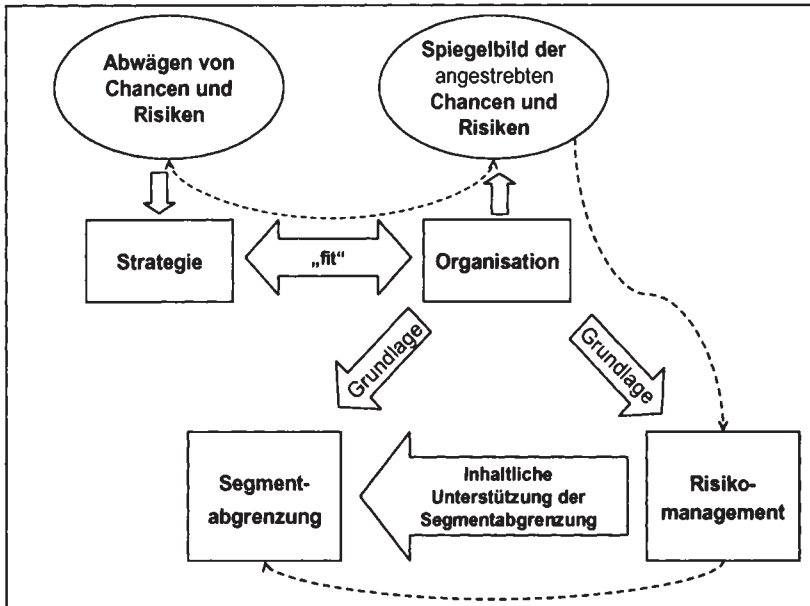 Abwägen von
Chancen und
Risiken
Spiegelbild der
angestrebten
Chancen und
Risiken
Strategie
„fit“
Organisation
Grundlage
Grundlage
Segment-
abgrenzung
Inhaltliche
Unterstützung der
Segmentabgrenzung
Risiko-
management